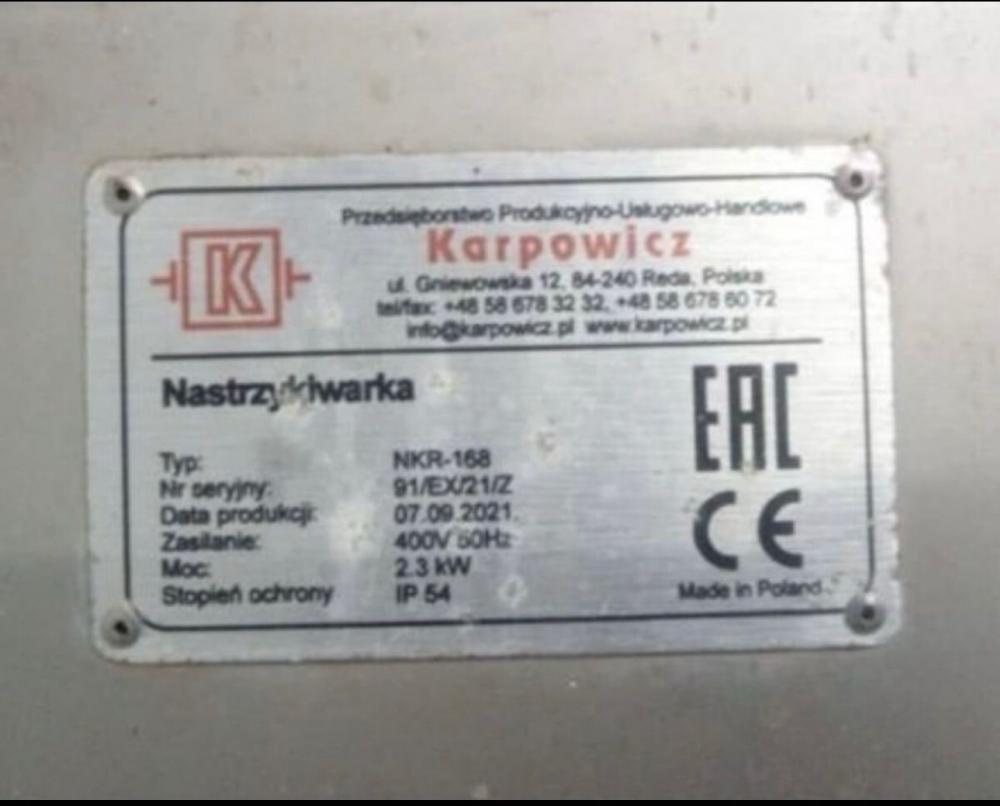 K
Przedsięborstwo Produkcyjno-Usługowo-Handlowe
Karpowicz
ul. Gniewowska 12, 84-240 Reda, Polska
tel/fax: +48 58 678 32 32, +48 58 678 60 72
info@karpowicz.pl www.karpowicz.pl
Nastrzykiwarka
EAC
Typ: NKR-168
Nr seryjny: 91/EX/21/Z
Data produkcji: 07.09.2021.
Zasilanie: 400V 50Hz
CE
Moc: 2.3 kW
Stopień ochrony IP 54
Made in Poland